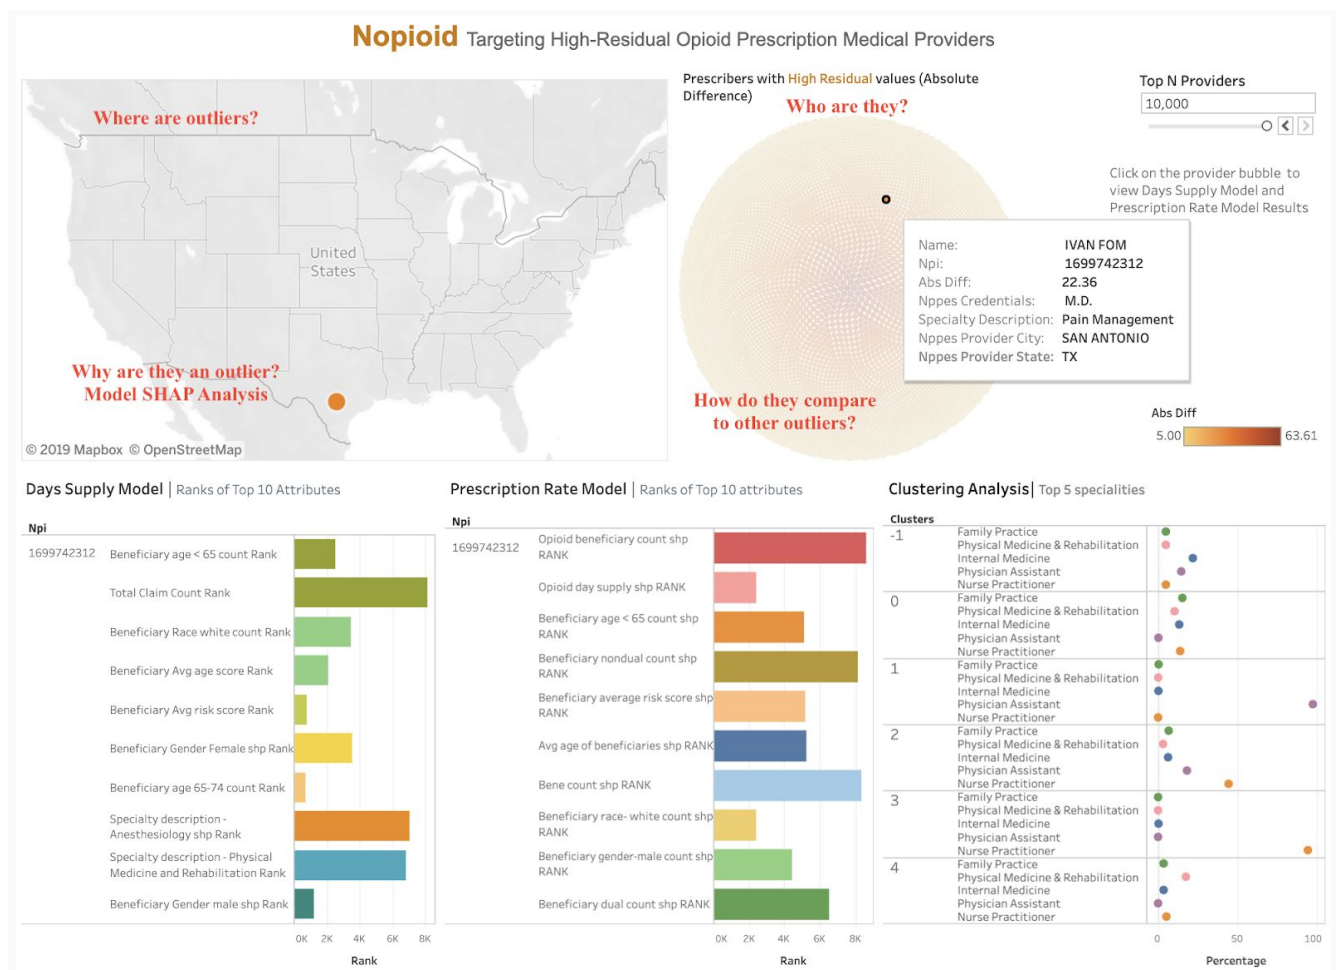 Nopioid Targeting High-Residual Opioid Prescription Medical Providers
Where are outliers?
United
States
Why are they an outlier?
Model SHAP Analysis
© 2019 Mapbox © OpenStreetMap
Prescribers with High Residual values (Absolute
Difference)
Who are they?
Name: IVAN FOM
Npi: 1699742312
Abs Diff: 22.36
Nppes Credentials: M.D.
Specialty Description: Pain Management
Nppes Provider City: SAN ANTONIO
Nppes Provider State: TX
How do they compare
to other outliers?
Top N Providers
10,000
Click on the provider bubble to
view Days Supply Model and
Prescription Rate Model Results
Abs Diff
5.00 63.61
Days Supply Model | Ranks of Top 10 Attributes
Npi
1699742312
Beneficiary age < 65 count Rank
Total Claim Count Rank
Beneficiary Race white count Rank
Beneficiary Avg age score Rank
Beneficiary Avg risk score Rank
Beneficiary Gender Female shp Rank
Beneficiary age 65-74 count Rank
Specialty description -
Anesthesiology shp Rank
Specialty description - Physical
Medicine and Rehabilitation Rank
Beneficiary Gender male shp Rank
0K 2K 4K 6K 8K
Rank
Prescription Rate Model | Ranks of Top 10 attributes
Npi
1699742312
Opioid beneficiary count shp
RANK
Opioid day supply shp RANK
Beneficiary age < 65 count shp
RANK
Beneficiary nondual count shp
RANK
Beneficiary average risk score shp
RANK
Avg age of beneficiaries shp RANK
Bene count shp RANK
Beneficiary race- white count shp
RANK
Beneficiary gender-male count shp
RANK
Beneficiary dual count shp RANK
0K 2K 4K 6K 8K
Rank
Clustering Analysis| Top 5 specialities
Clusters
-1
Family Practice
Physical Medicine & Rehabilitation
Internal Medicine
Physician Assistant
Nurse Practitioner
0
Family Practice
Physical Medicine & Rehabilitation
Internal Medicine
Physician Assistant
Nurse Practitioner
1
Family Practice
Physical Medicine & Rehabilitation
Internal Medicine
Physician Assistant
Nurse Practitioner
2
Family Practice
Physical Medicine & Rehabilitation
Internal Medicine
Physician Assistant
Nurse Practitioner
3
Family Practice
Physical Medicine & Rehabilitation
Internal Medicine
Physician Assistant
Nurse Practitioner
4
Family Practice
Physical Medicine & Rehabilitation
Internal Medicine
Physician Assistant
Nurse Practitioner
0 50 100
Percentage